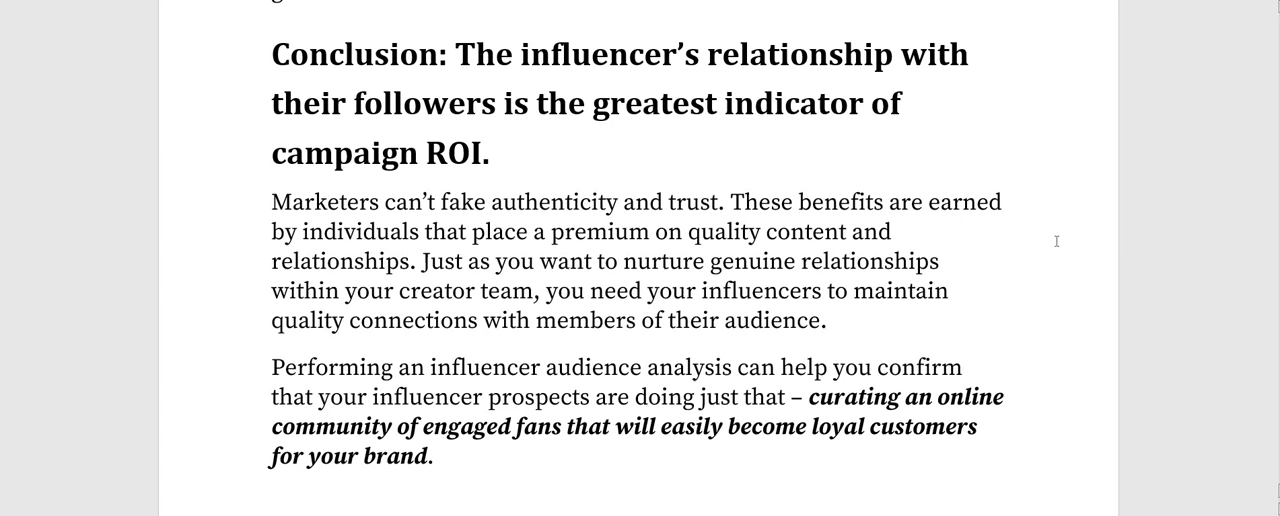 Conclusion: The influencer’s relationship with
their followers is the greatest indicator of
campaign ROI.
Marketers can’t fake authenticity and trust. These benefits are earned
by individuals that place a premium on quality content and
relationships. Just as you want to nurture genuine relationships
within your creator team, you need your influencers to maintain
quality connections with members of their audience.
Performing an influencer audience analysis can help you confirm
that your influencer prospects are doing just that – curating an online
community of engaged fans that will easily become loyal customers
for your brand.